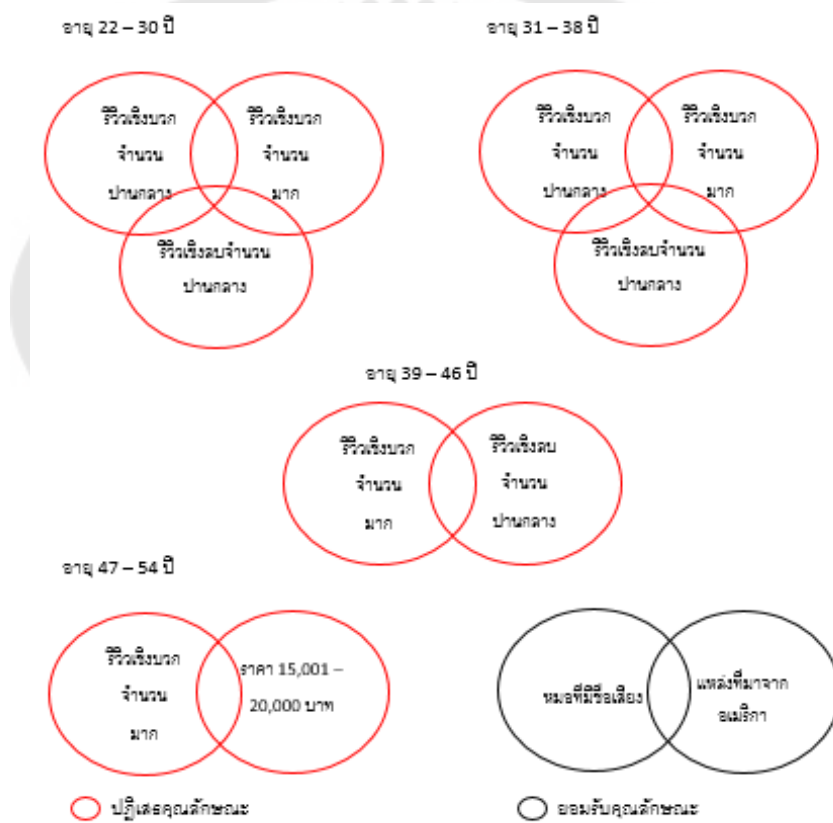 อายุ 22 – 30 ปี
อายุ 31 – 38 ปี
รีวิวเชิงบวก
จำนวน
ปานกลาง
รีวิวเชิงบวก
จำนวน
มาก
รีวิวเชิงลบจำนวน
ปานกลาง
รีวิวเชิงบวก
จำนวน
ปานกลาง
รีวิวเชิงบวก
จำนวน
มาก
รีวิวเชิงลบจำนวน
ปานกลาง
อายุ 39 – 46 ปี
รีวิวเชิงบวก
จำนวน
มาก
รีวิวเชิงลบ
จำนวน
ปานกลาง
อายุ 47 – 54 ปี
รีวิวเชิงบวก
จำนวน
มาก
ราคา 15,001 –
20,000 บาท
หมอที่มีชื่อเสียง
แหล่งที่มาจาก
อเมริกา
ปฏิเสธคุณลักษณะ
ยอมรับคุณลักษณะ